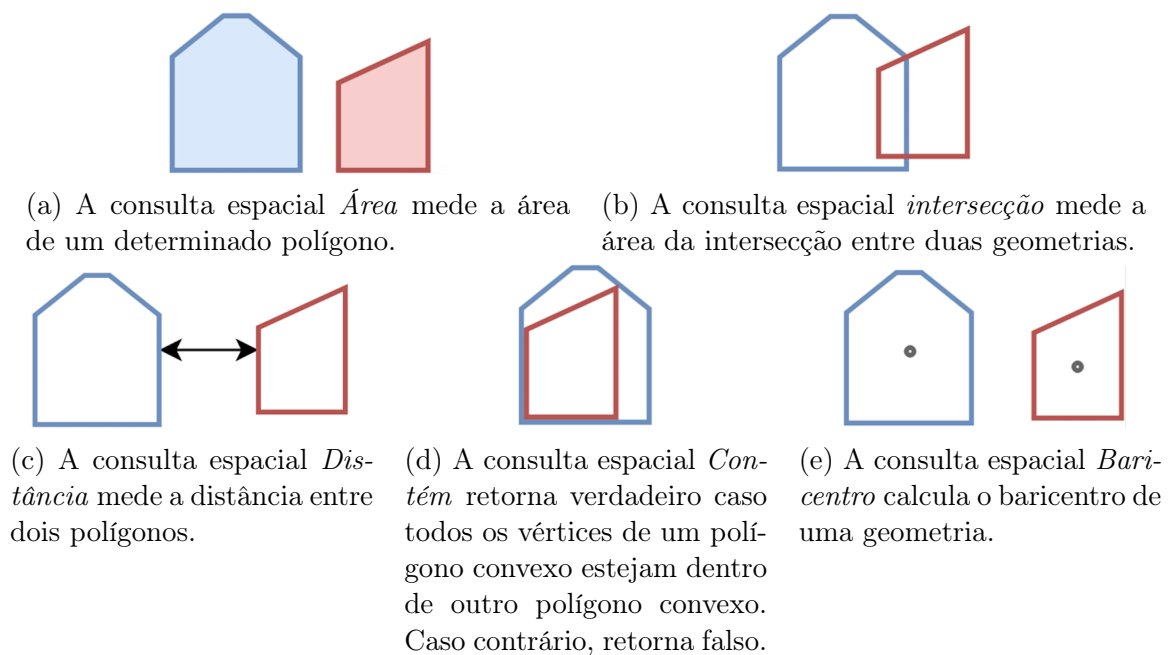 (a) A consulta espacial Área mede a área
de um determinado polígono.
(b) A consulta espacial intersecção mede a
área da intersecção entre duas geometrias.
(c) A consulta espacial Dis-
tância mede a distância entre
dois polígonos.
(d) A consulta espacial Con-
tém retorna verdadeiro caso
todos os vértices de um polí-
gono convexo estejam dentro
de outro polígono convexo.
Caso contrário, retorna falso.
(e) A consulta espacial Bari-
centro calcula o baricentro de
uma geometria.